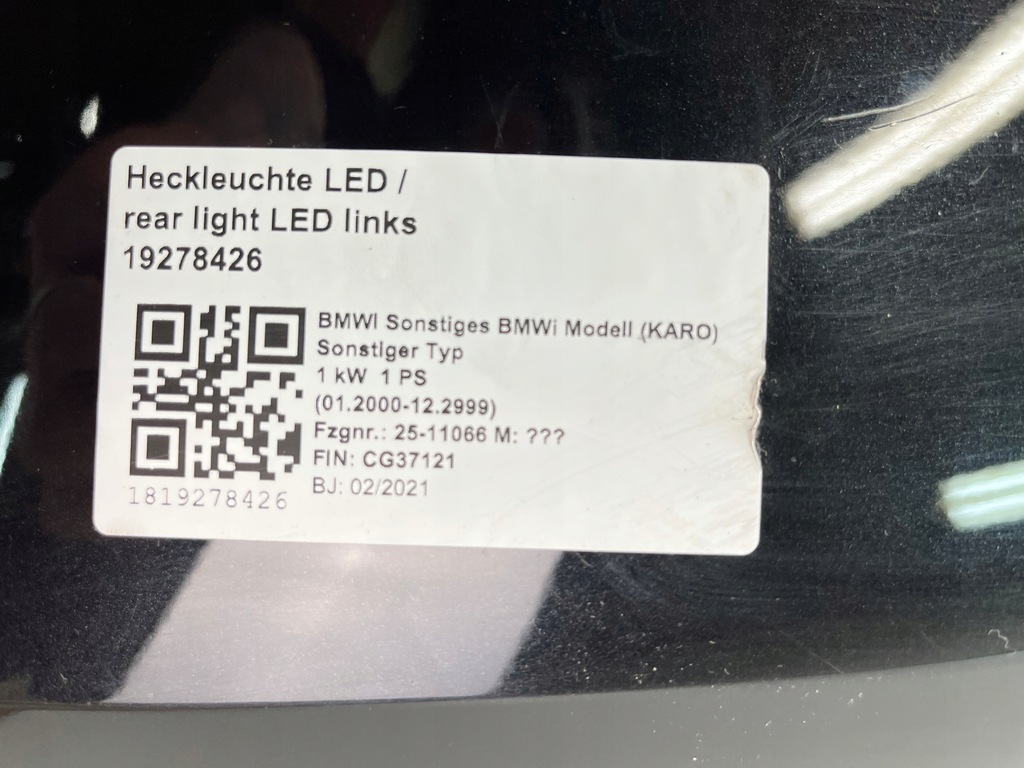 Heckleuchte LED /
rear light LED links
19278426
BMWI Sonstiges BMWi Modell (KARO)
Sonstiger Typ
1 kW 1 PS
(01.2000-12.2999)
Fzgnr.: 25-11066 M: ???
FIN: CG37121
BJ: 02/2021
1819278426